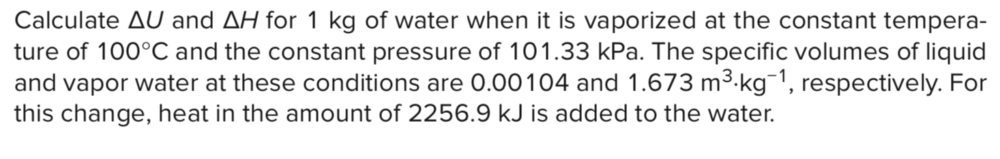 Calculate ΔU and ΔH for 1 kg of water when it is vaporized at the constant tempera-
ture of 100°C and the constant pressure of 101.33 kPa. The specific volumes of liquid
and vapor water at these conditions are 0.00104 and 1.673 m³·kg⁻¹, respectively. For
this change, heat in the amount of 2256.9 kJ is added to the water.